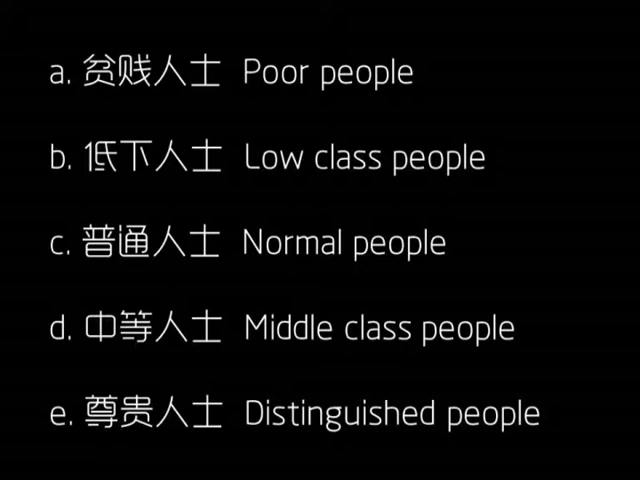 a. 贫贱人士 Poor people
b. 低下人士 Low class people
c. 普通人士 Normal people
d. 中等人士 Middle class people
e. 尊贵人士 Distinguished people